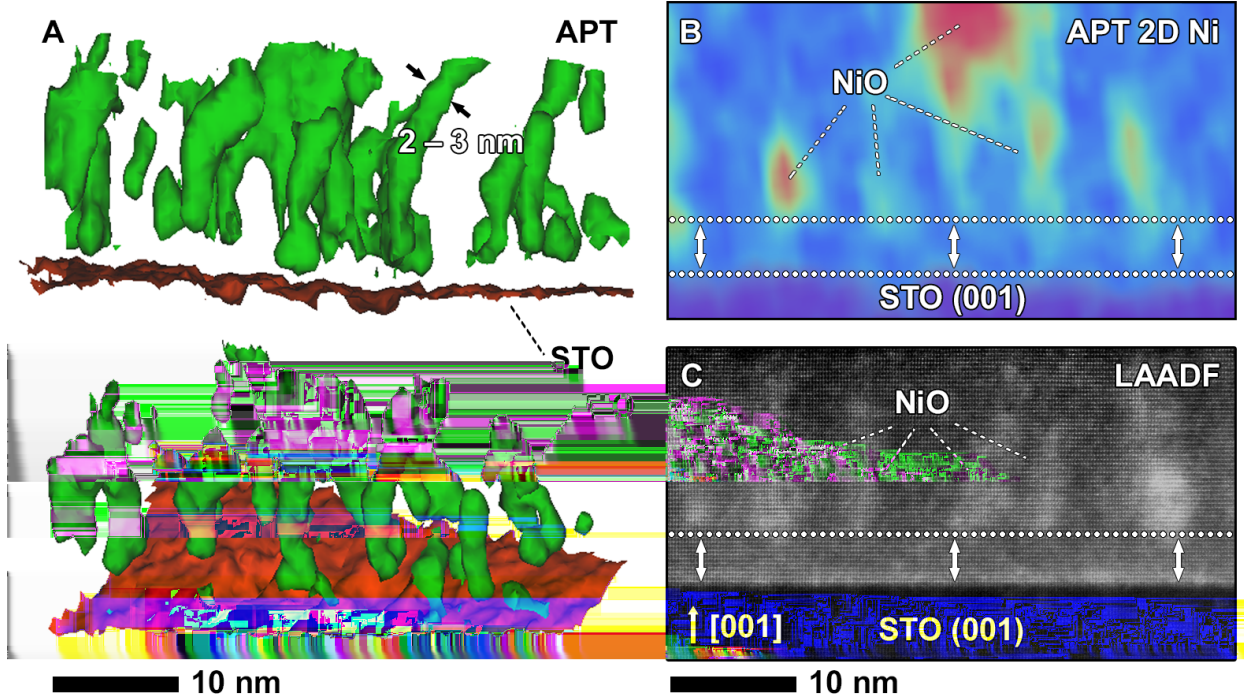 A
APT
2 – 3 nm
STO
B
APT 2D Ni
NiO
STO (001)
C
LAADF
NiO
[001]
STO (001)
10 nm
10 nm